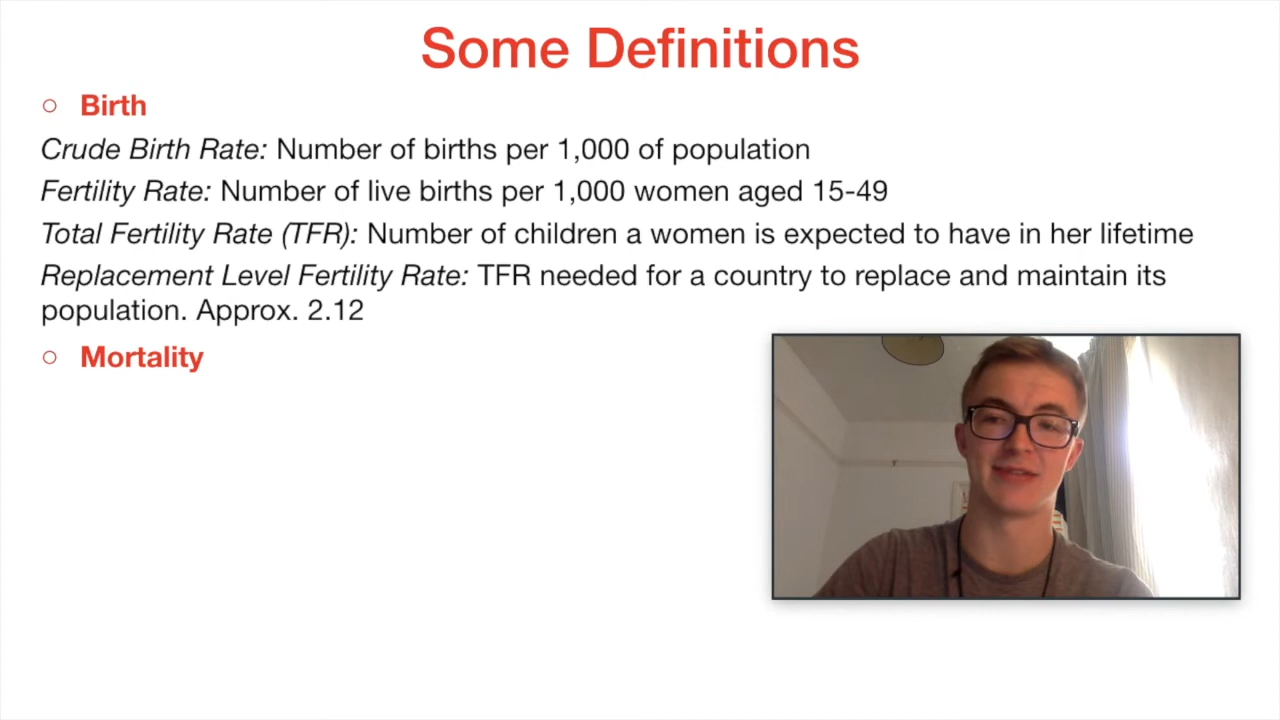 Some Definitions
Birth
Crude Birth Rate: Number of births per 1,000 of population
Fertility Rate: Number of live births per 1,000 women aged 15-49
Total Fertility Rate (TFR): Number of children a women is expected to have in her lifetime
Replacement Level Fertility Rate: TFR needed for a country to replace and maintain its
population. Approx. 2.12
Mortality